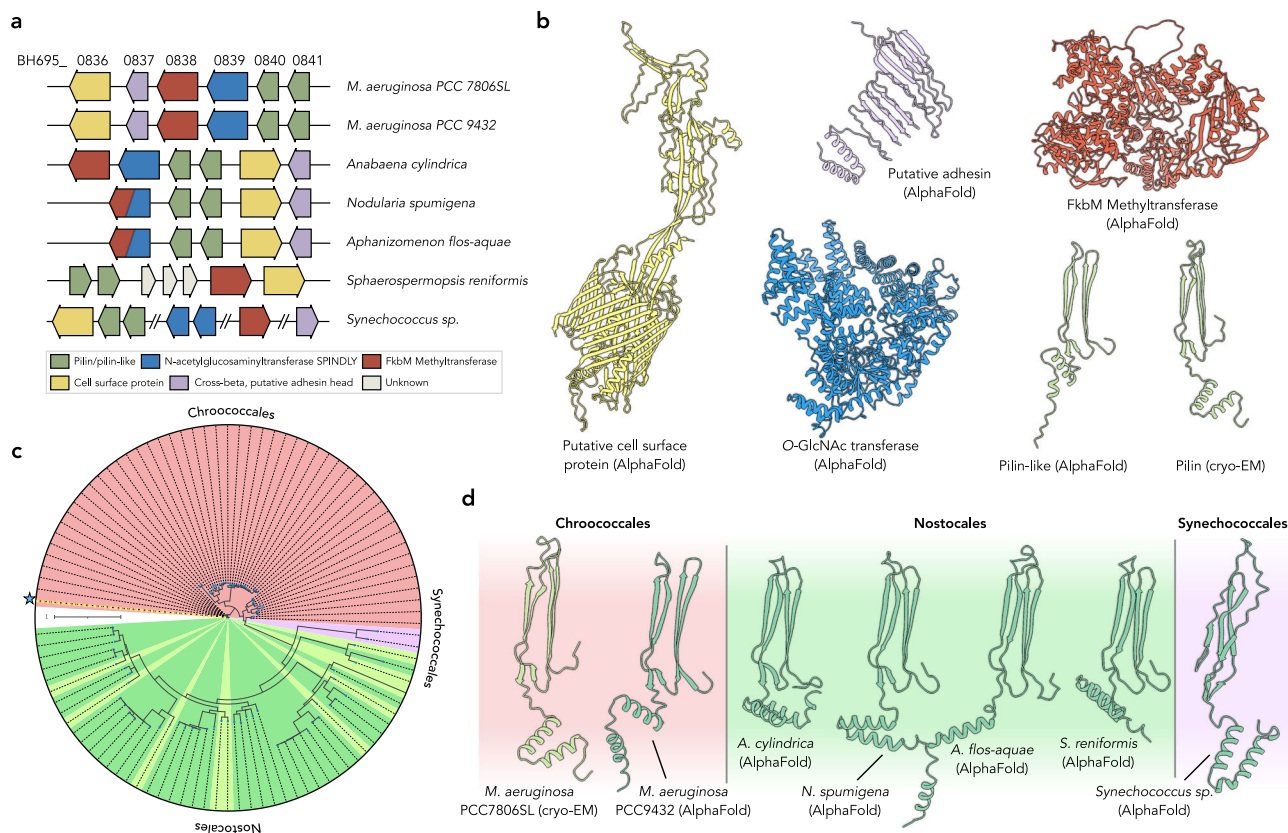 a
BH695_ 0836 0837 0838 0839 0840 0841
M. aeruginosa PCC 7806SL
M. aeruginosa PCC 9432
Anabaena cylindrica
Nodularia spumigena
Aphanizomenon flos-aquae
Sphaerospermopsis reniformis
Synechococcus sp.
Pilin/pilin-like N-acetylglucosaminyltransferase SPINDLY FkbM Methyltransferase
Cell surface protein Cross-beta, putative adhesin head Unknown
b
Putative cell surface
protein (AlphaFold)
Putative adhesin
(AlphaFold)
O-GlcNAc transferase
(AlphaFold)
FkbM Methyltransferase
(AlphaFold)
Pilin-like (AlphaFold)
Pilin (cryo-EM)
c
Chroococcales
Synechococcales
Nostocales
1
d
Chroococcales Nostocales Synechococcales
M. aeruginosa
PCC7806SL (cryo-EM)
M. aeruginosa
PCC9432 (AlphaFold)
A. cylindrica
(AlphaFold)
N. spumigena
(AlphaFold)
A. flos-aquae
(AlphaFold)
S. reniformis
(AlphaFold)
Synechococcus sp.
(AlphaFold)